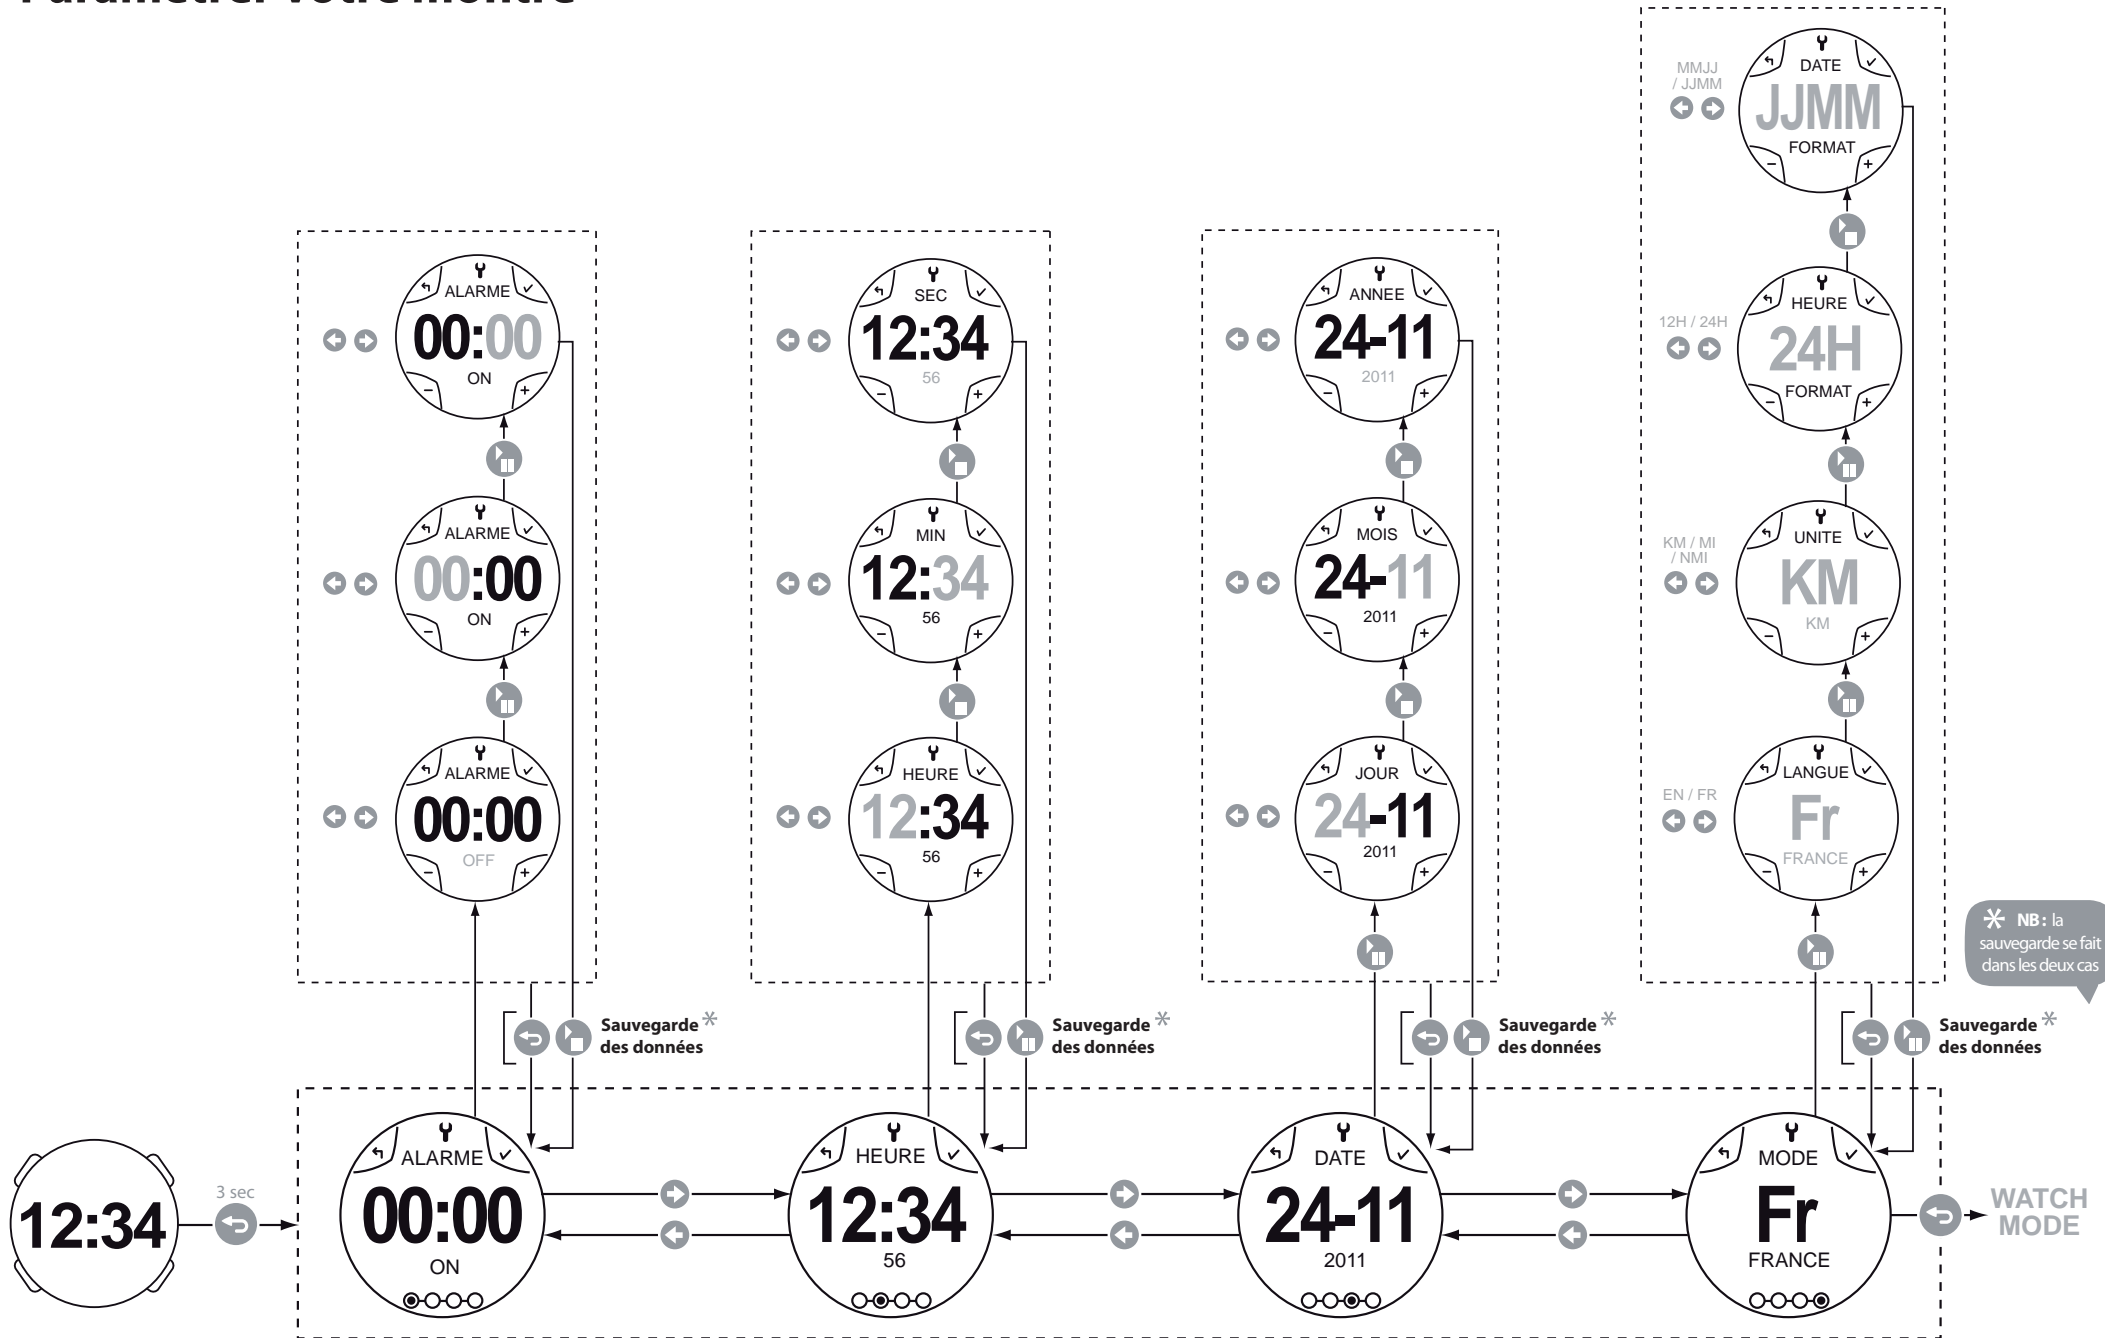 Paramétrer votre montre
MMJJ
/ JJMM
DATE
JJMM
FORMAT
12H / 24H
HEURE
24H
FORMAT
KM / MI
/ NMI
UNITE
KM
KM
EN / FR
LANGUE
Fr
FRANCE
ALARME
00:00
ON
ALARME
00:00
ON
ALARME
00:00
OFF
SEC
12:34
56
MIN
12:34
56
HEURE
12:34
56
ANNEE
24-11
2011
MOIS
24-11
2011
JOUR
24-11
2011
* NB : la
sauvegarde se fait
dans les deux cas
Sauvegarde *
des données
Sauvegarde *
des données
Sauvegarde *
des données
Sauvegarde *
des données
12:34
3 sec
ALARME
00:00
ON
HEURE
12:34
56
DATE
24-11
2011
MODE
Fr
FRANCE
WATCH
MODE